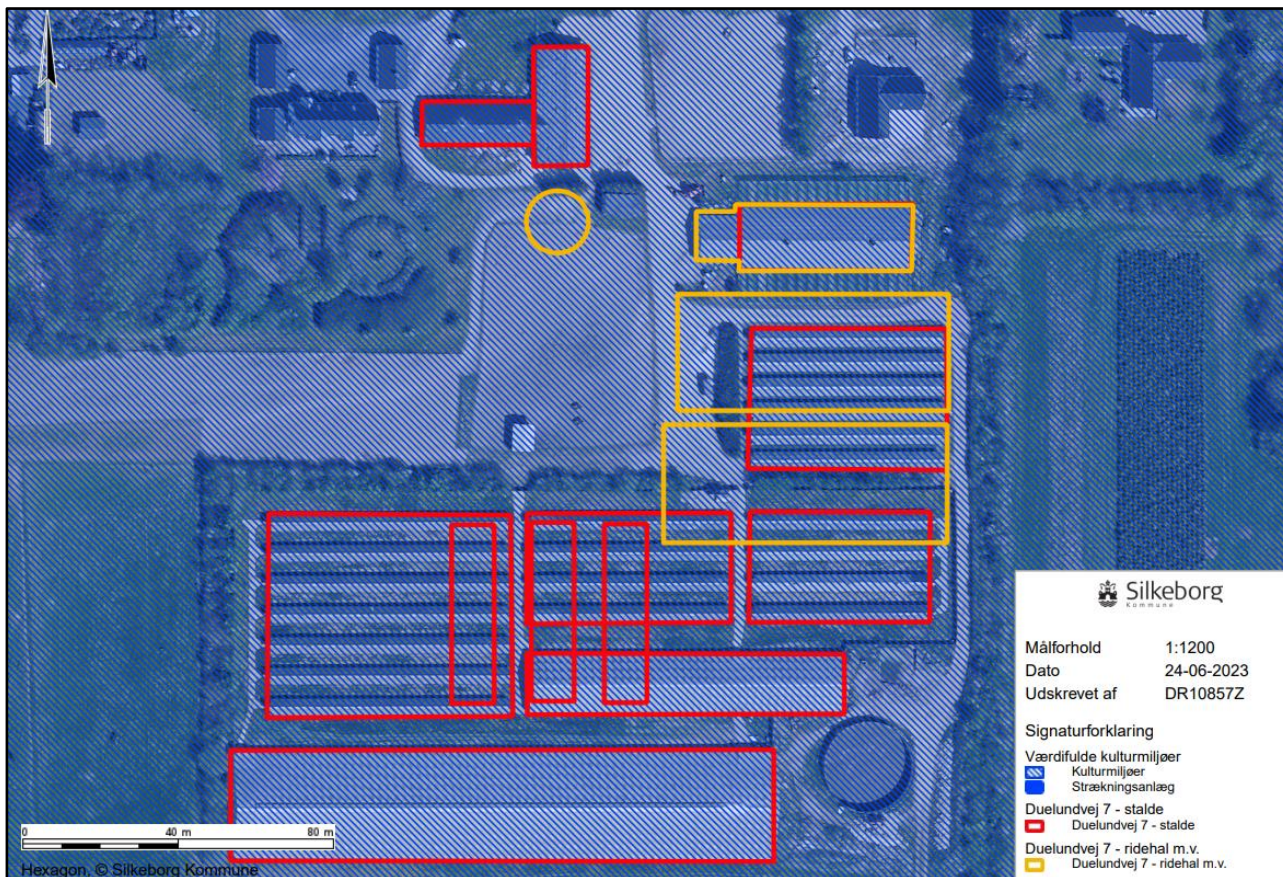 Silkeborg
Kommune
Målforhold 1:1200
Dato 24-06-2023
Udskrevet af DR10857Z
Signaturforklaring
Værdifulde kulturmiljøer
Kulturmiljøer
Strækningsanlæg
Duelundvej 7 - stalde
Duelundvej 7 - stalde
Duelundvej 7 - ridehal m.v.
Duelundvej 7 - ridehal m.v.
0 40 m 80 m
Hexagon, © Silkeborg Kommune